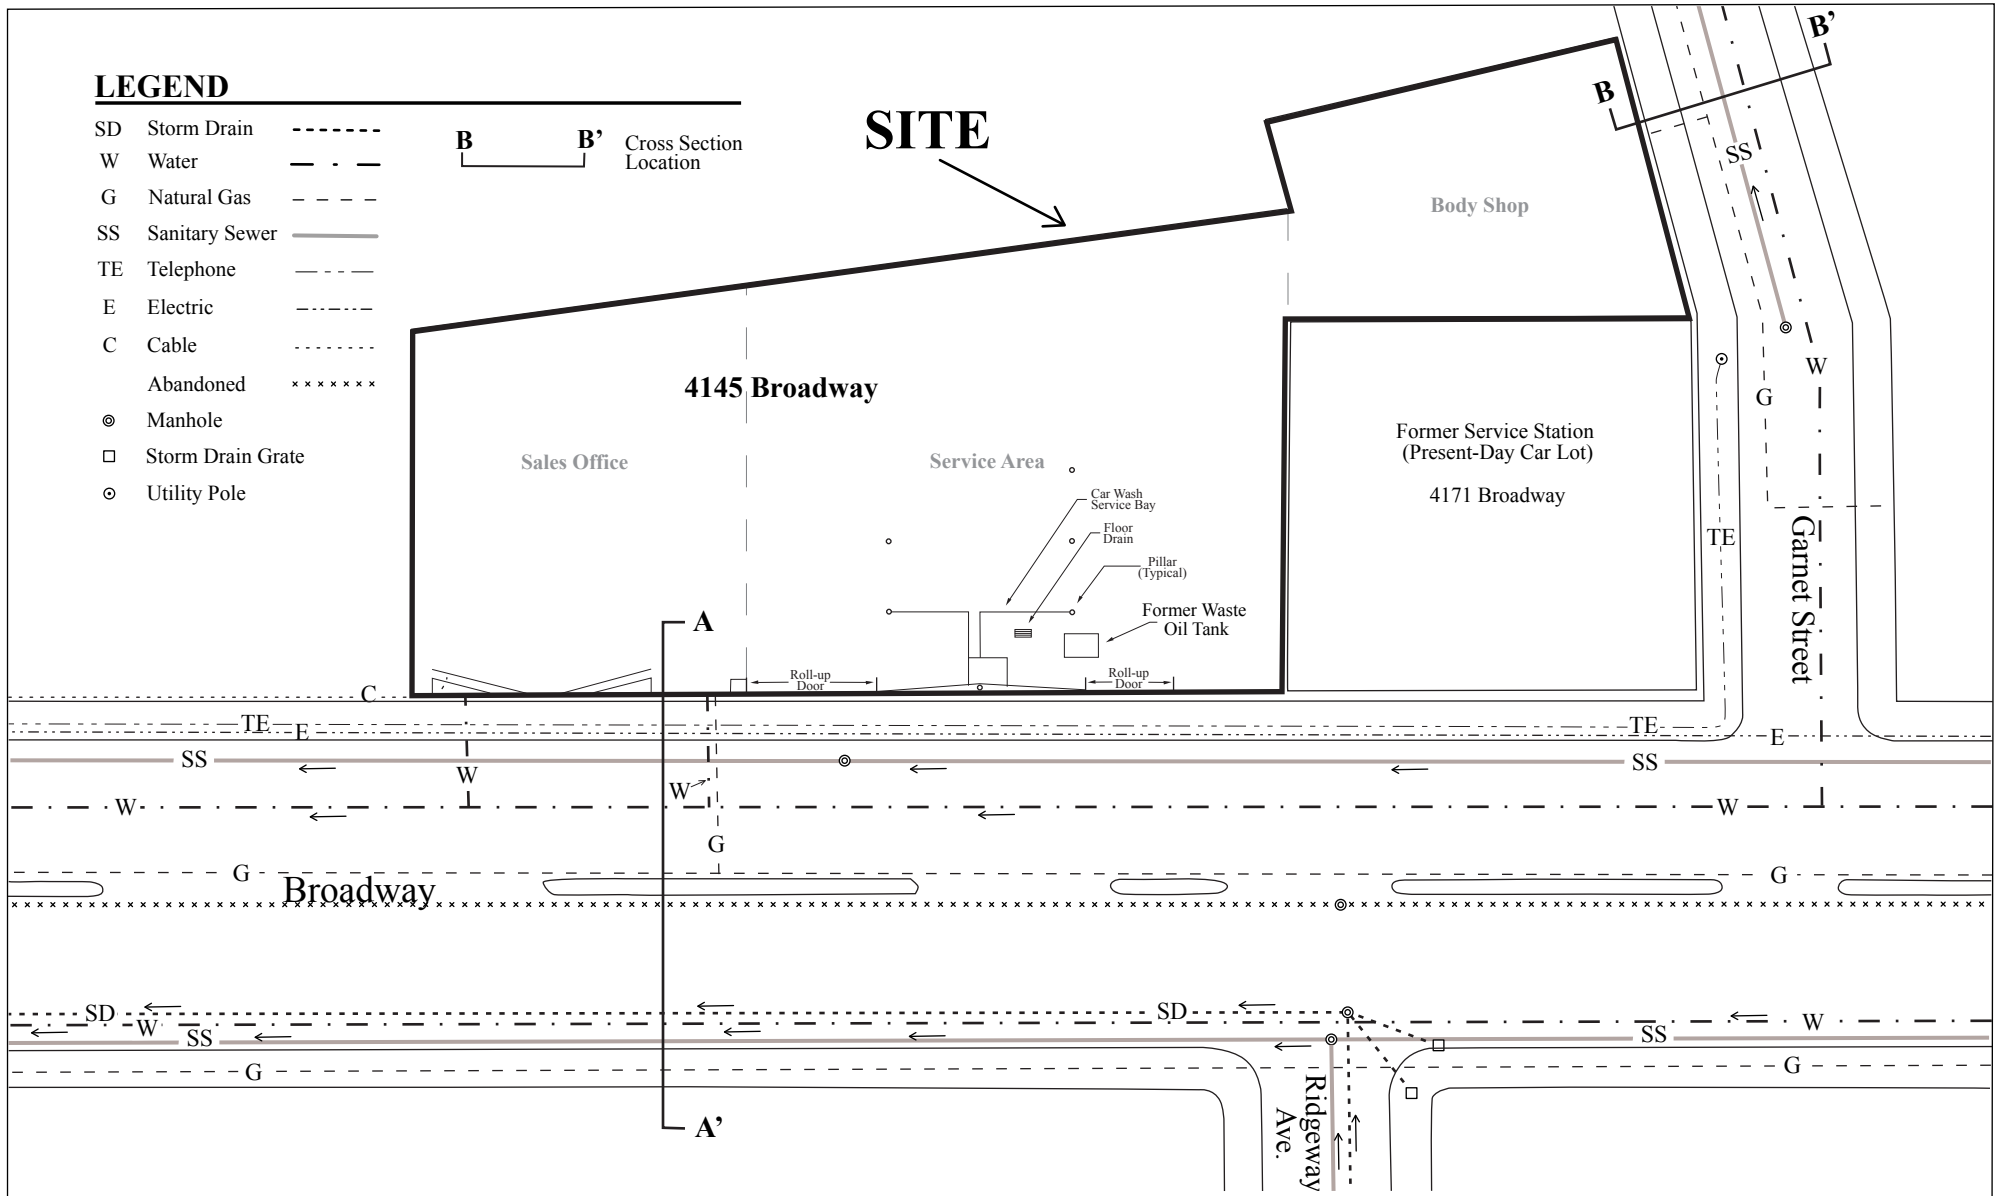 LEGEND
SD Storm Drain
W Water
G Natural Gas
SS Sanitary Sewer
TE Telephone
E Electric
C Cable
Abandoned
Manhole
Storm Drain Grate
Utility Pole
B B’ Cross Section
Location
SITE
B
B’
SS
Body Shop
W
G
4145 Broadway
Sales Office
Service Area
Former Service Station
(Present-Day Car Lot)
4171 Broadway
Car Wash
Service Bay
Floor
Drain
Pillar
(Typical)
Former Waste
Oil Tank
TE
Garnet Street
A
Roll-up
Door
Roll-up
Door
C
TE
E
TE
E
SS
SS
W
W
W
W
G
G
G
Broadway
SD
SD
W
W
SS
SS
G
G
Ridgeway
Ave.
A’